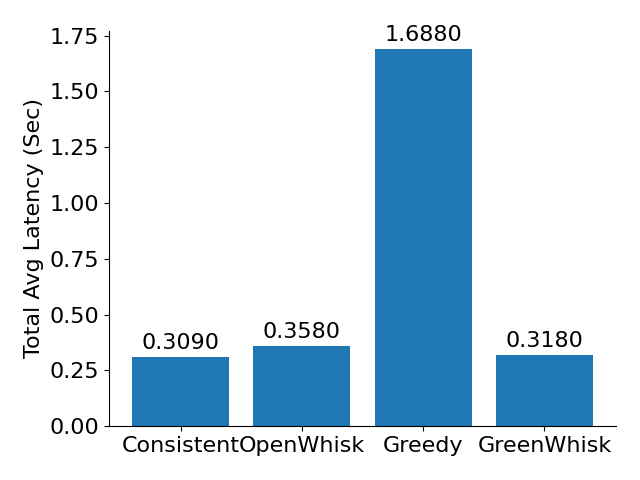 1.6880
1.75
1.50
1.25
1.00
0.75
0.50
0.25
0.00
Total Avg Latency (Sec)
0.3090
0.3580
0.3180
Consistent
OpenWhisk
Greedy
GreenWhisk